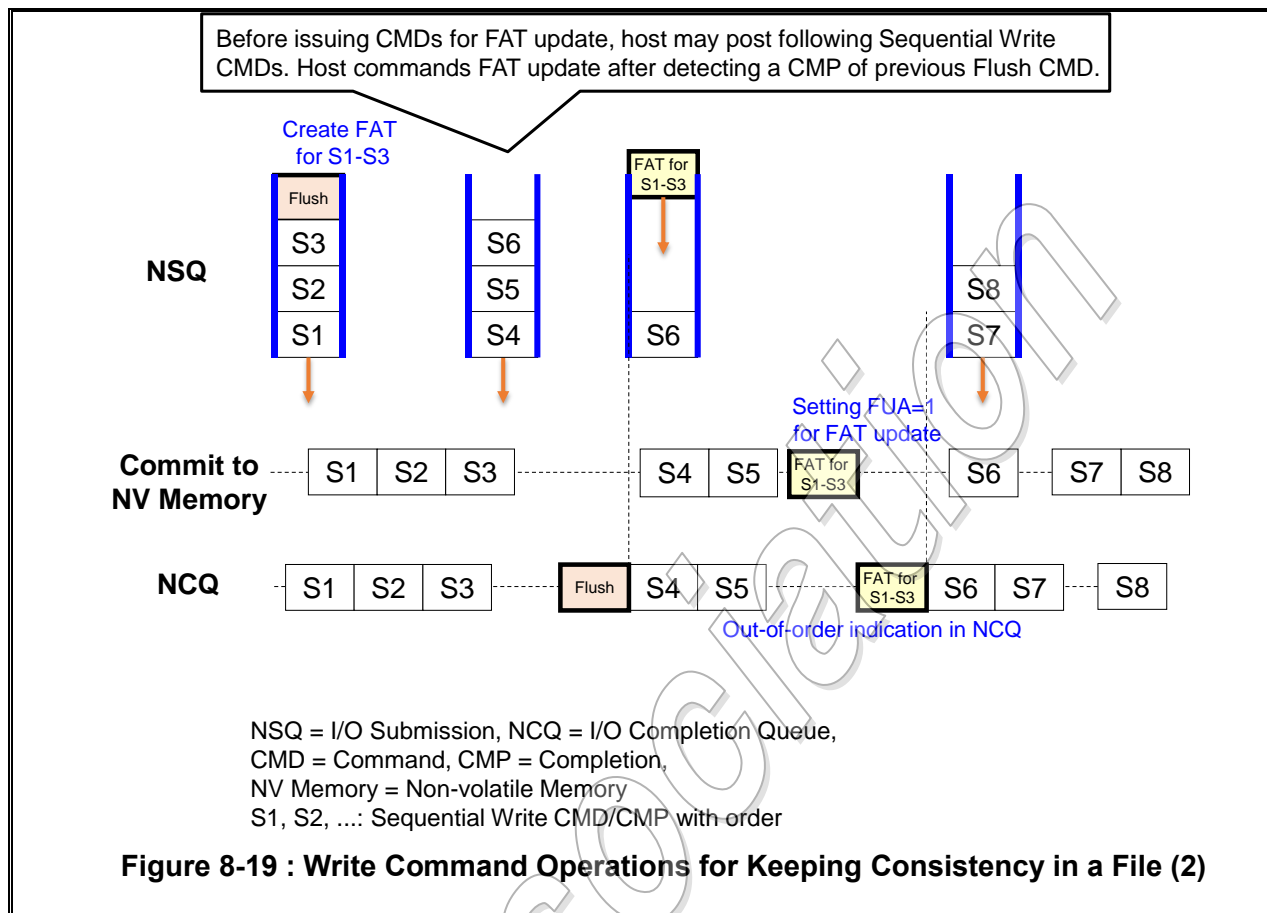 Before issuing CMDs for FAT update, host may post following Sequential Write
CMDs. Host commands FAT update after detecting a CMP of previous Flush CMD.
Create FAT
for S1-S3
FAT for
S1-S3
Flush
S3
S6
NSQ
S2
S5
S8
S1
S4
S6
S7
Setting FUA=1
for FAT update
Commit to
NV Memory
S1
S2
S3
S4
S5
FAT for
S1-S3
S6
S7
S8
NCQ
S1
S2
S3
Flush
S4
S5
FAT for
S1-S3
S6
S7
S8
Out-of-order indication in NCQ
NSQ = I/O Submission, NCQ = I/O Completion Queue,
CMD = Command, CMP = Completion,
NV Memory = Non-volatile Memory
S1, S2, ...: Sequential Write CMD/CMP with order
Figure 8-19 : Write Command Operations for Keeping Consistency in a File (2)
ociation